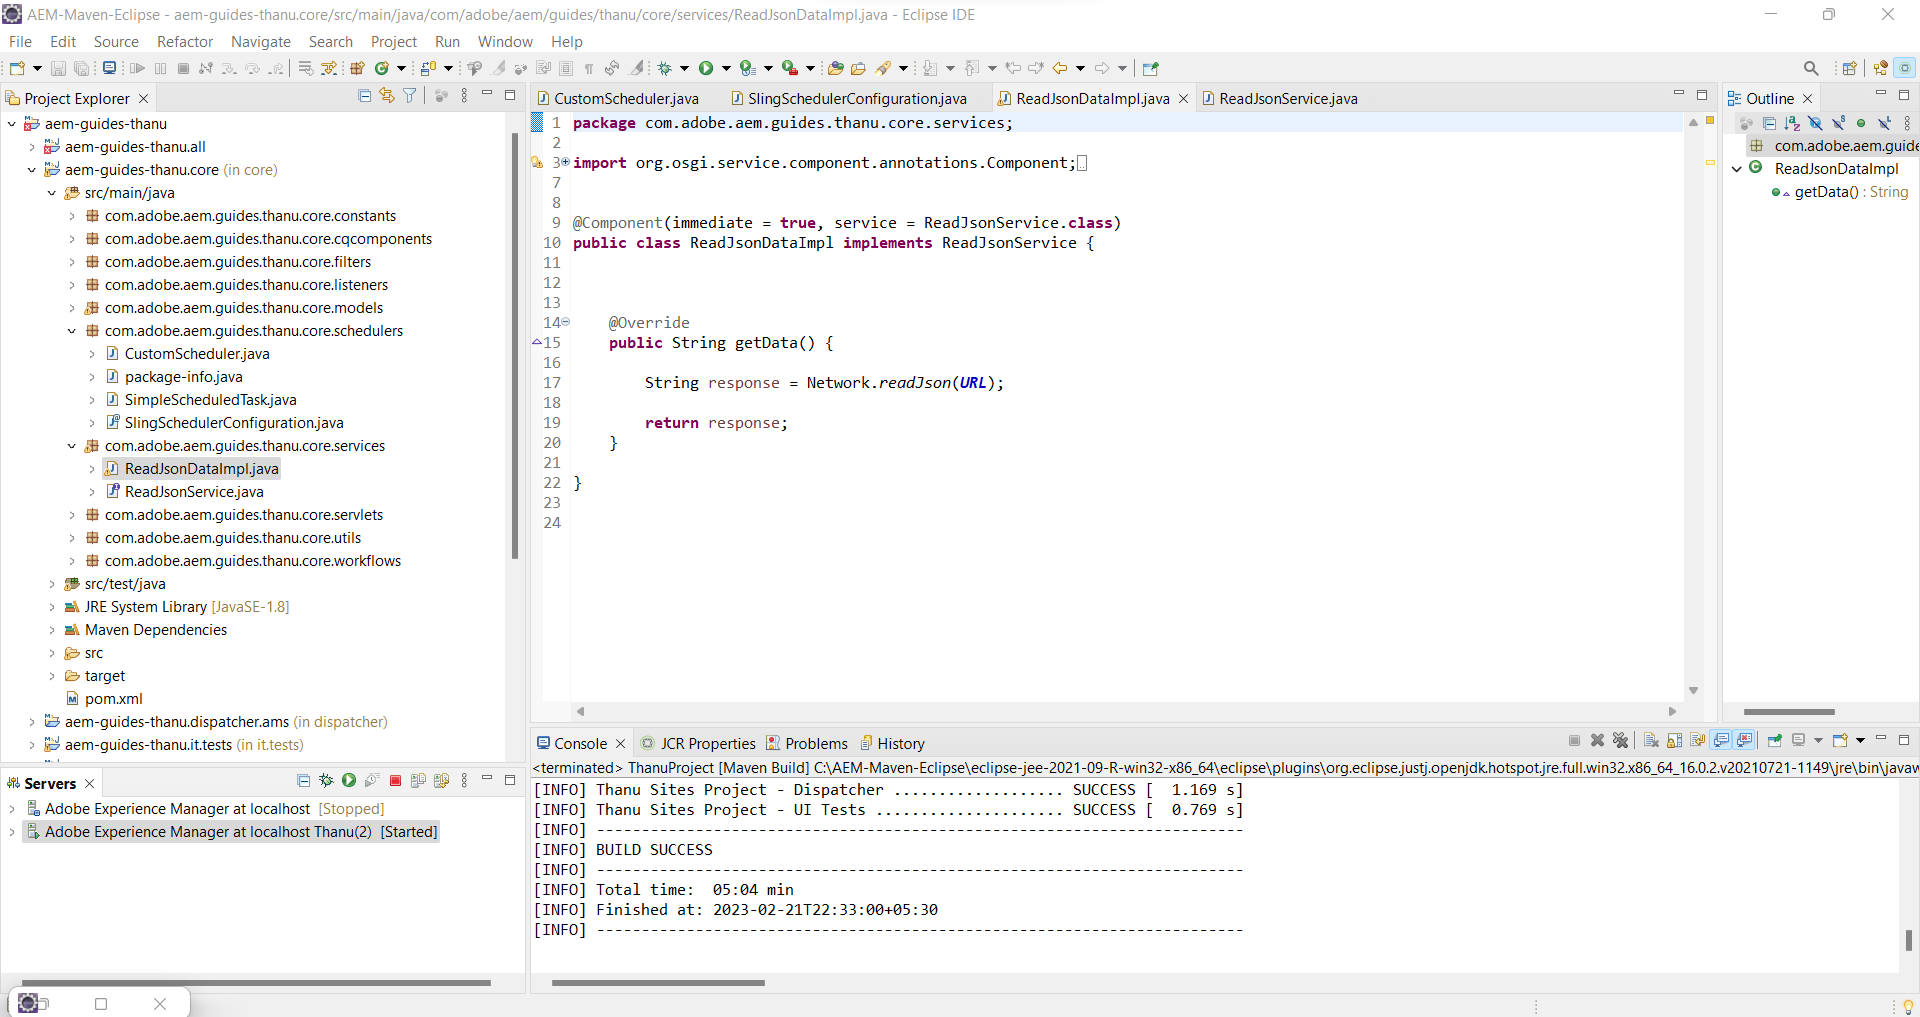 AEM-Maven-Eclipse - aem-guides-thanu.core/src/main/java/com/adobe/aem/guides/thanu/core/services/ReadJsonDataImpl.java - Eclipse IDE
File Edit Source Refactor Navigate Search Project Run Window Help
Project Explorer
aem-guides-thanu
aem-guides-thanu.all
aem-guides-thanu.core (in core)
src/main/java
com.adobe.aem.guides.thanu.core.constants
com.adobe.aem.guides.thanu.core.cqcomponents
com.adobe.aem.guides.thanu.core.filters
com.adobe.aem.guides.thanu.core.listeners
com.adobe.aem.guides.thanu.core.models
com.adobe.aem.guides.thanu.core.schedulers
CustomScheduler.java
package-info.java
SimpleScheduledTask.java
SlingSchedulerConfiguration.java
com.adobe.aem.guides.thanu.core.services
ReadJsonDataImpl.java
ReadJsonService.java
com.adobe.aem.guides.thanu.core.servlets
com.adobe.aem.guides.thanu.core.utils
com.adobe.aem.guides.thanu.core.workflows
src/test/java
JRE System Library [JavaSE-1.8]
Maven Dependencies
src
target
pom.xml
aem-guides-thanu.dispatcher.ams (in dispatcher)
aem-guides-thanu.it.tests (in it.tests)
CustomScheduler.java SlingSchedulerConfiguration.java ReadJsonDataImpl.java ReadJsonService.java
1 package com.adobe.aem.guides.thanu.core.services;
2
3 import org.osgi.service.component.annotations.Component;
7
8
9 @Component(immediate = true, service = ReadJsonService.class)
10 public class ReadJsonDataImpl implements ReadJsonService {
11
12
13
14 @Override
15 public String getData() {
16
17 String response = Network.readJson(URL);
18
19 return response;
20 }
21
22 }
23
24
Outline
com.adobe.aem.guide
ReadJsonDataImpl
getData() : String
Servers
Adobe Experience Manager at localhost [Stopped]
Adobe Experience Manager at localhost Thanu(2) [Started]
Console JCR Properties Problems History
<terminated> ThanuProject [Maven Build] C:\AEM-Maven-Eclipse\eclipse-jee-2021-09-R-win32-x86_64\eclipse\plugins\org.eclipse.justj.openjdk.hotspot.jre.full.win32.x86_64_16.0.2.v20210721-1149\jre\bin\javaw
[INFO] Thanu Sites Project - Dispatcher ................... SUCCESS [  1.169 s]
[INFO] Thanu Sites Project - UI Tests ..................... SUCCESS [  0.769 s]
[INFO] ------------------------------------------------------------------------
[INFO] BUILD SUCCESS
[INFO] ------------------------------------------------------------------------
[INFO] Total time:  05:04 min
[INFO] Finished at: 2023-02-21T22:33:00+05:30
[INFO] ------------------------------------------------------------------------